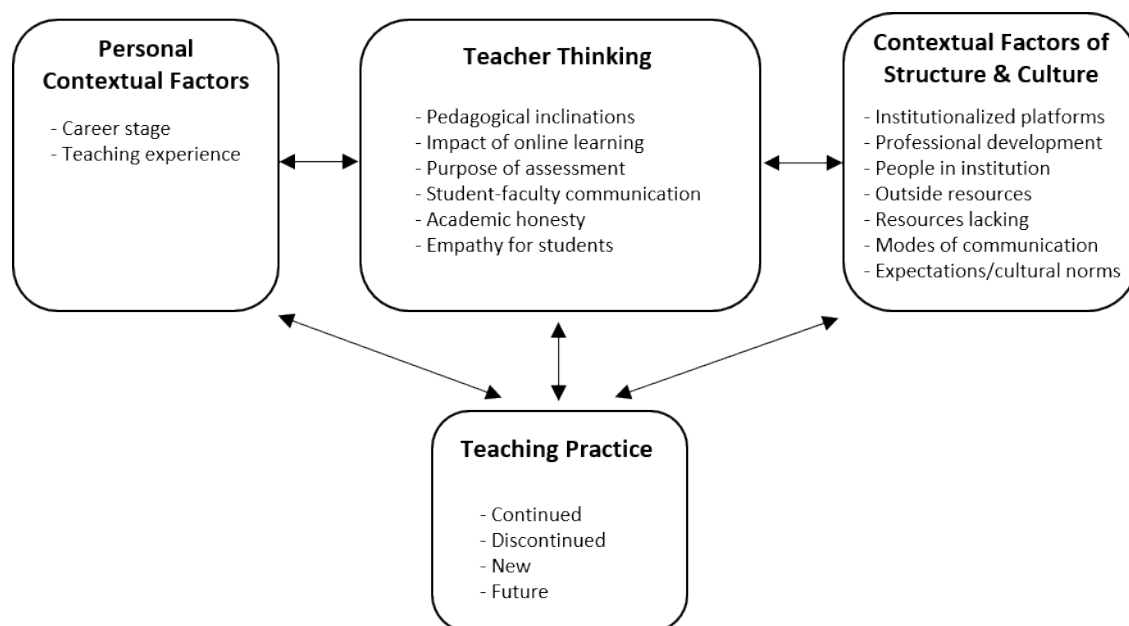 Personal
Contextual Factors
- Career stage
- Teaching experience
Teacher Thinking
- Pedagogical inclinations
- Impact of online learning
- Purpose of assessment
- Student-faculty communication
- Academic honesty
- Empathy for students
Contextual Factors of
Structure & Culture
- Institutionalized platforms
- Professional development
- People in institution
- Outside resources
- Resources lacking
- Modes of communication
- Expectations/cultural norms
Teaching Practice
- Continued
- Discontinued
- New
- Future